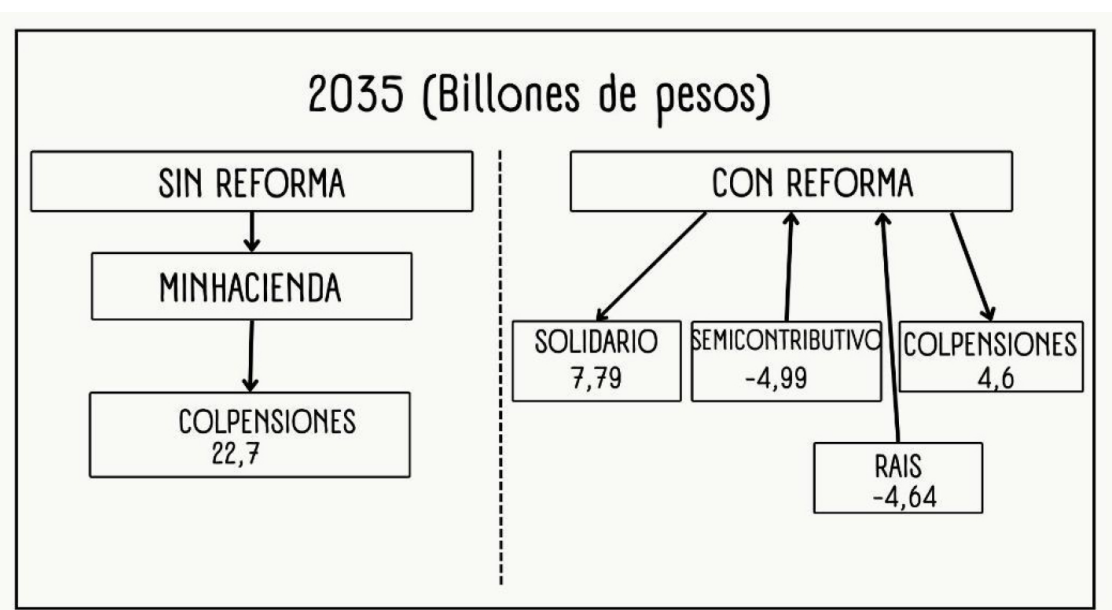 2035 (Billones de pesos)
SIN REFORMA
MINHACIENDA
COLPENSIONES
22,7
CON REFORMA
SOLIDARIO
7,79
SEMICONTRIBUTIVO
-4,99
COLPENSIONES
4,6
RAIS
-4,64